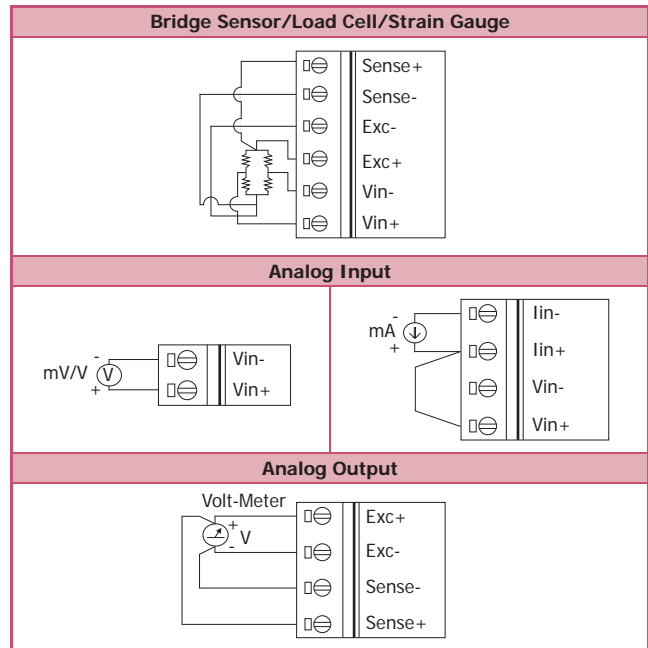 Bridge Sensor/Load Cell/Strain Gauge
Sense+
Sense-
Exc-
Exc+
Vin-
Vin+
Analog Input
mV/V
-
V
+
Vin-
Vin+
mA
-
+
Iin-
Iin+
Vin-
Vin+
Analog Output
Volt-Meter
+
V
-
Exc+
Exc-
Sense-
Sense+